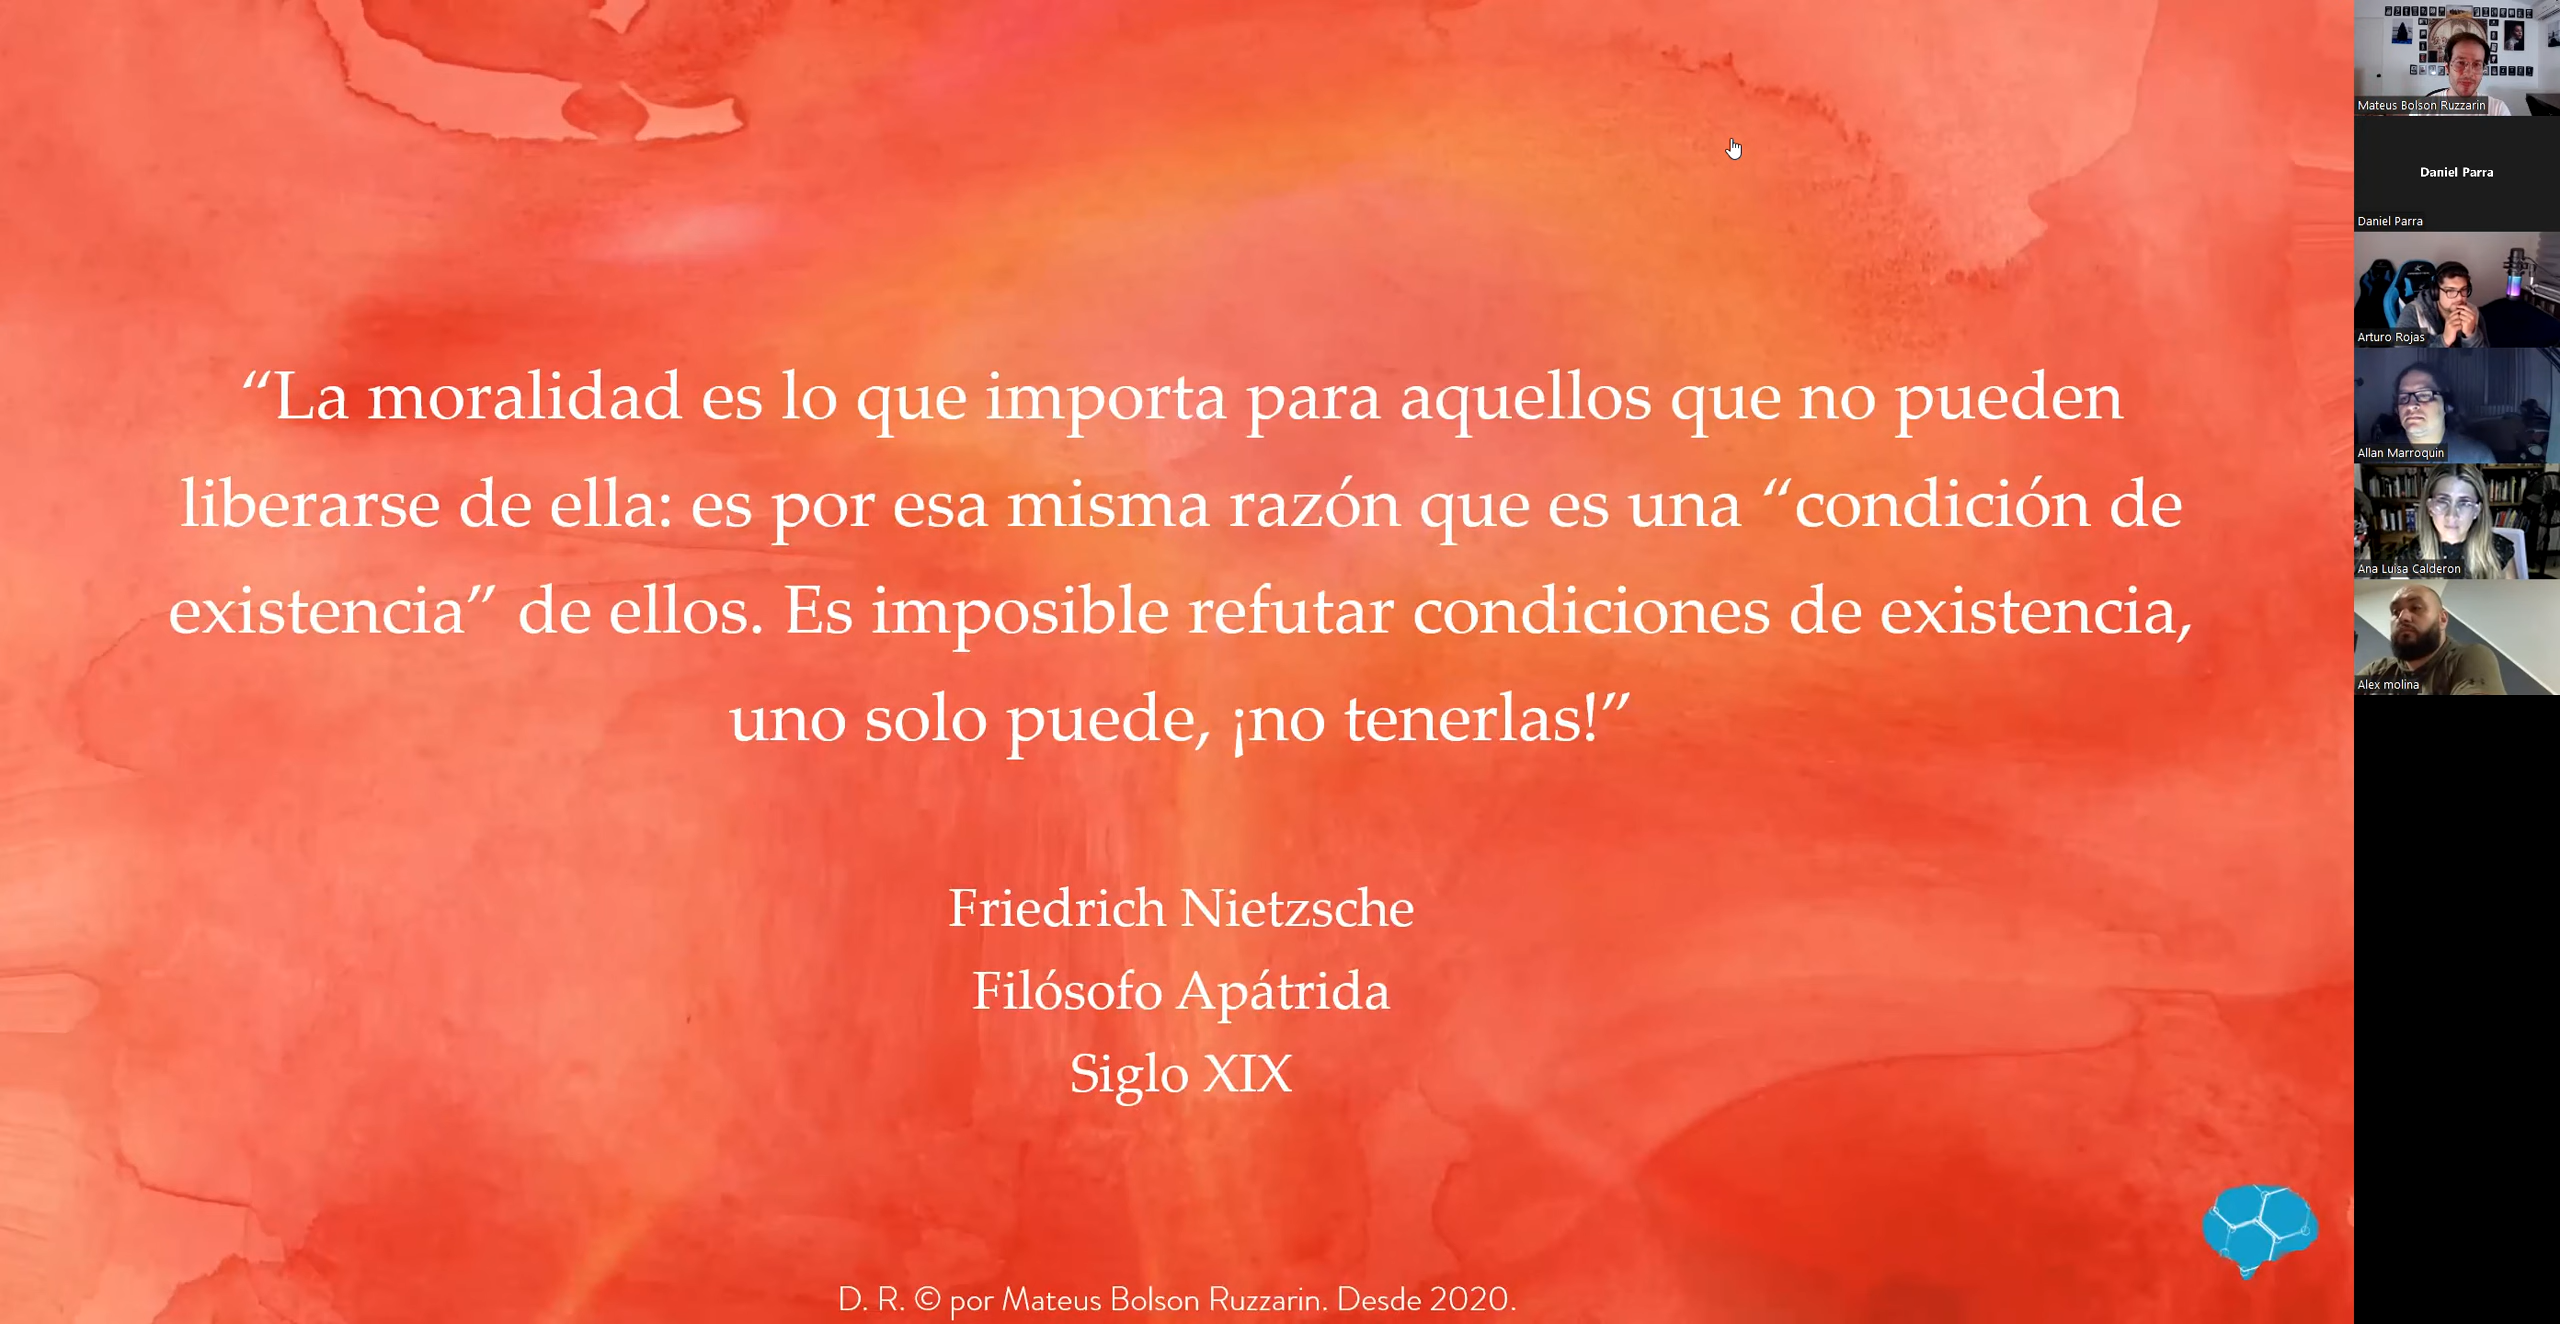 “La moralidad es lo que importa para aquellos que no pueden
liberarse de ella: es por esa misma razón que es una “condición de
existencia” de ellos. Es imposible refutar condiciones de existencia,
uno solo puede, ¡no tenerlas!”
Friedrich Nietzsche
Filósofo Apátrida
Siglo XIX
D. R. © por Mateus Bolson Ruzzarin. Desde 2020.
Mateus Bolson Ruzzarin
Daniel Parra
Daniel Parra
Arturo Rojas
Allan Marroquin
Ana Luisa Calderon
Alex molina